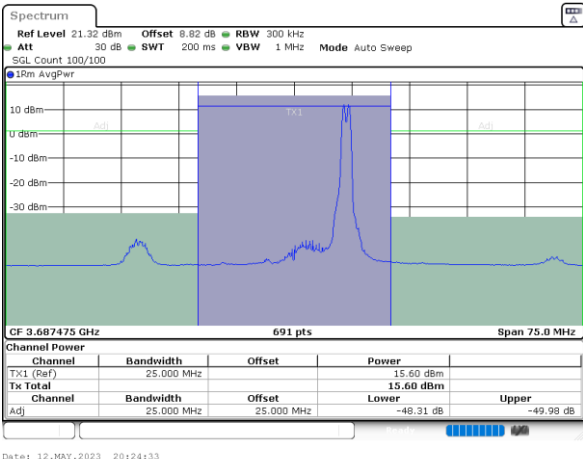 Spectrum
Ref Level 21.32 dBm Offset 8.82 dB RBW 300 kHz
Att 30 dB SWT 200 ms VBW 1 MHz Mode Auto Sweep
SGL Count 100/100
1Rm AvgPwr
10 dBm
TX1
Adj Adj
0 dBm
-10 dBm
-20 dBm
-30 dBm
CF 3.687475 GHz 691 pts Span 75.0 MHz
Channel Power
Channel Bandwidth Offset Power
TX1 (Ref) 25.000 MHz 15.60 dBm
Tx Total 15.60 dBm
Channel Bandwidth Offset Lower Upper
Adj 25.000 MHz 25.000 MHz -48.31 dB -49.98 dB
Date: 12.MAY.2023 20:24:33